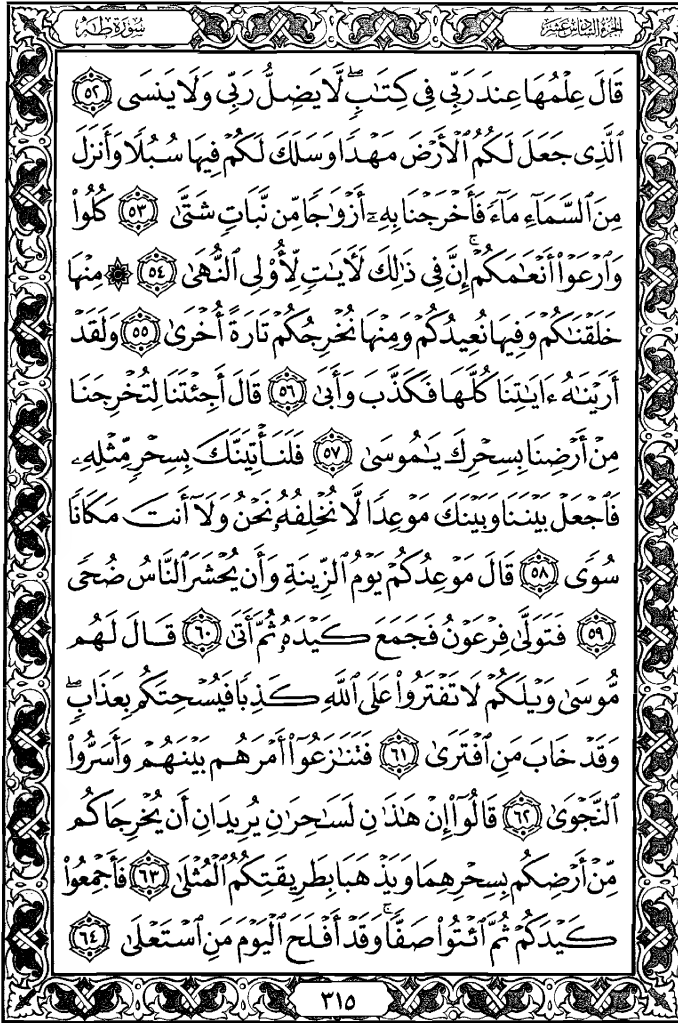 سورة طه الجزء السادس عشر
قَالَ عِلْمُهَا عِندَ رَبِّي فِي كِتَٰبٍۖ لَّا يَضِلُّ رَبِّي وَلَا يَنسَى ٥٢
ٱلَّذِي جَعَلَ لَكُمُ ٱلْأَرْضَ مَهْدًا وَسَلَكَ لَكُمْ فِيهَا سُبُلًا وَأَنزَلَ
مِنَ ٱلسَّمَآءِ مَآءً فَأَخْرَجْنَا بِهِۦٓ أَزْوَٰجًا مِّن نَّبَاتٍ شَتَّىٰ ٥٣ كُلُوا۟
وَٱرْعَوْا۟ أَنْعَٰمَكُمْۗ إِنَّ فِي ذَٰلِكَ لَءَايَٰتٍ لِّأُو۟لِي ٱلنُّهَىٰ ٥٤ ۞ مِنْهَا
خَلَقْنَٰكُمْ وَفِيهَا نُعِيدُكُمْ وَمِنْهَا نُخْرِجُكُمْ تَارَةً أُخْرَىٰ ٥٥ وَلَقَدْ
أَرَيْنَٰهُ ءَايَٰتِنَا كُلَّهَا فَكَذَّبَ وَأَبَىٰ ٥٦ قَالَ أَجِئْتَنَا لِتُخْرِجَنَا
مِنْ أَرْضِنَا بِسِحْرِكَ يَٰمُوسَىٰ ٥٧ فَلَنَأْتِيَنَّكَ بِسِحْرٍ مِّثْلِهِۦ
فَٱجْعَلْ بَيْنَنَا وَبَيْنَكَ مَوْعِدًا لَّا نُخْلِفُهُۥ نَحْنُ وَلَآ أَنتَ مَكَانًا
سُوًى ٥٨ قَالَ مَوْعِدُكُمْ يَوْمُ ٱلزِّينَةِ وَأَن يُحْشَرَ ٱلنَّاسُ ضُحًى
٥٩ فَتَوَلَّىٰ فِرْعَوْنُ فَجَمَعَ كَيْدَهُۥ ثُمَّ أَتَىٰ ٦٠ قَالَ لَهُم
مُّوسَىٰ وَيْلَكُمْ لَا تَفْتَرُوا۟ عَلَى ٱللَّهِ كَذِبًا فَيُسْحِتَكُم بِعَذَابٍۖ
وَقَدْ خَابَ مَنِ ٱفْتَرَىٰ ٦١ فَتَنَٰزَعُوٓا۟ أَمْرَهُم بَيْنَهُمْ وَأَسَرُّوا۟
ٱلنَّجْوَىٰ ٦٢ قَالُوٓا۟ إِنْ هَٰذَٰنِ لَسَٰحِرَٰنِ يُرِيدَانِ أَن يُخْرِجَاكُم
مِّنْ أَرْضِكُم بِسِحْرِهِمَا وَيَذْهَبَا بِطَرِيقَتِكُمُ ٱلْمُثْلَىٰ ٦٣ فَأَجْمِعُوا۟
كَيْدَكُمْ ثُمَّ ٱئْتُوا۟ صَفًّاۚ وَقَدْ أَفْلَحَ ٱلْيَوْمَ مَنِ ٱسْتَعْلَىٰ ٦٤
٣١٥